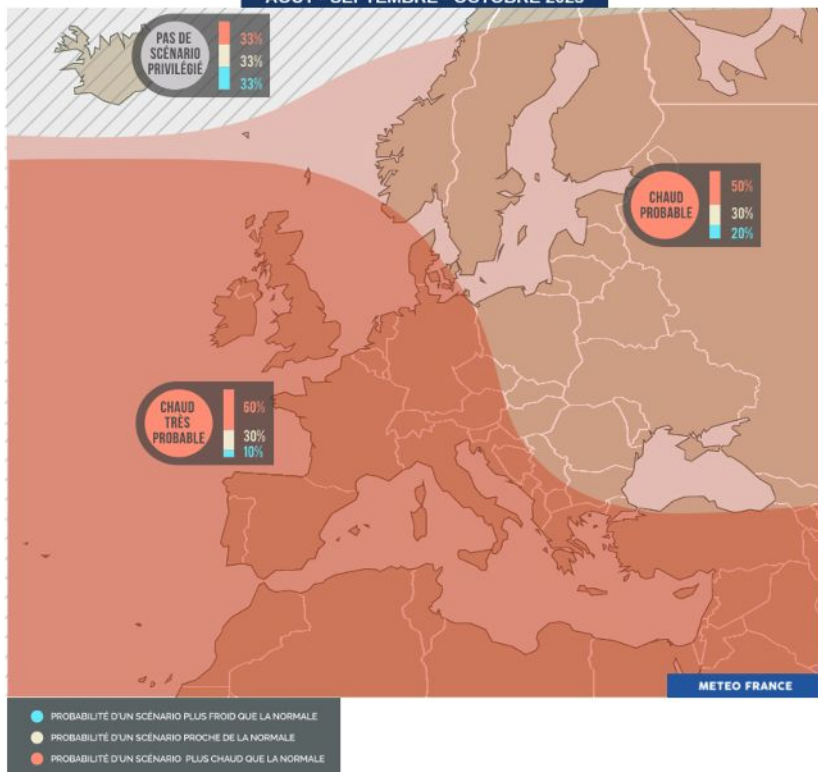 PAS DE
SCÉNARIO
PRIVILÉGIÉ
33%
33%
33%
CHAUD
PROBABLE
50%
30%
20%
CHAUD
TRÈS
PROBABLE
60%
30%
10%
METEO FRANCE
PROBABILITÉ D'UN SCÉNARIO PLUS FROID QUE LA NORMALE
PROBABILITÉ D'UN SCÉNARIO PROCHE DE LA NORMALE
PROBABILITÉ D'UN SCÉNARIO PLUS CHAUD QUE LA NORMALE